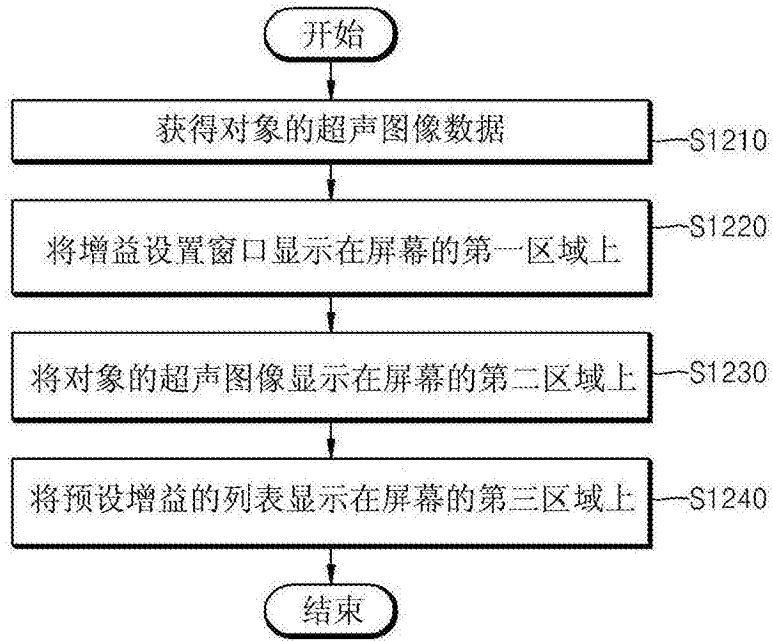 开始
获得对象的超声图像数据
S1210
将增益设置窗口显示在屏幕的第一区域上
S1220
将对象的超声图像显示在屏幕的第二区域上
S1230
将预设增益的列表显示在屏幕的第三区域上
S1240
结束